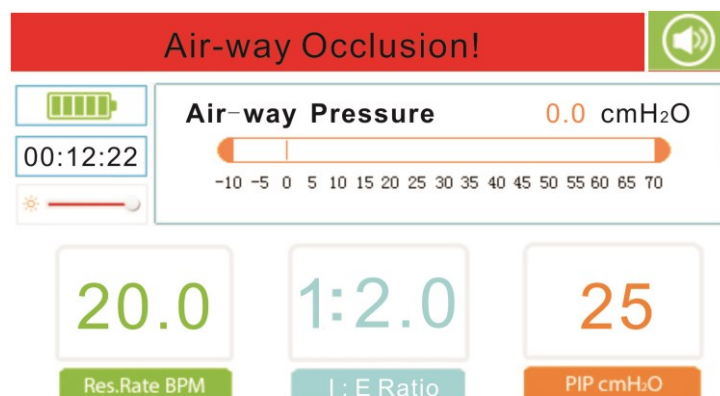 Air-way Occlusion!
Air-way Pressure 0.0 cmH₂O
00:12:22
-10 -5 0 5 10 15 20 25 30 35 40 45 50 55 60 65 70
20.0 1:2.0 25
Res.Rate BPM I : E Ratio PIP cmH₂O